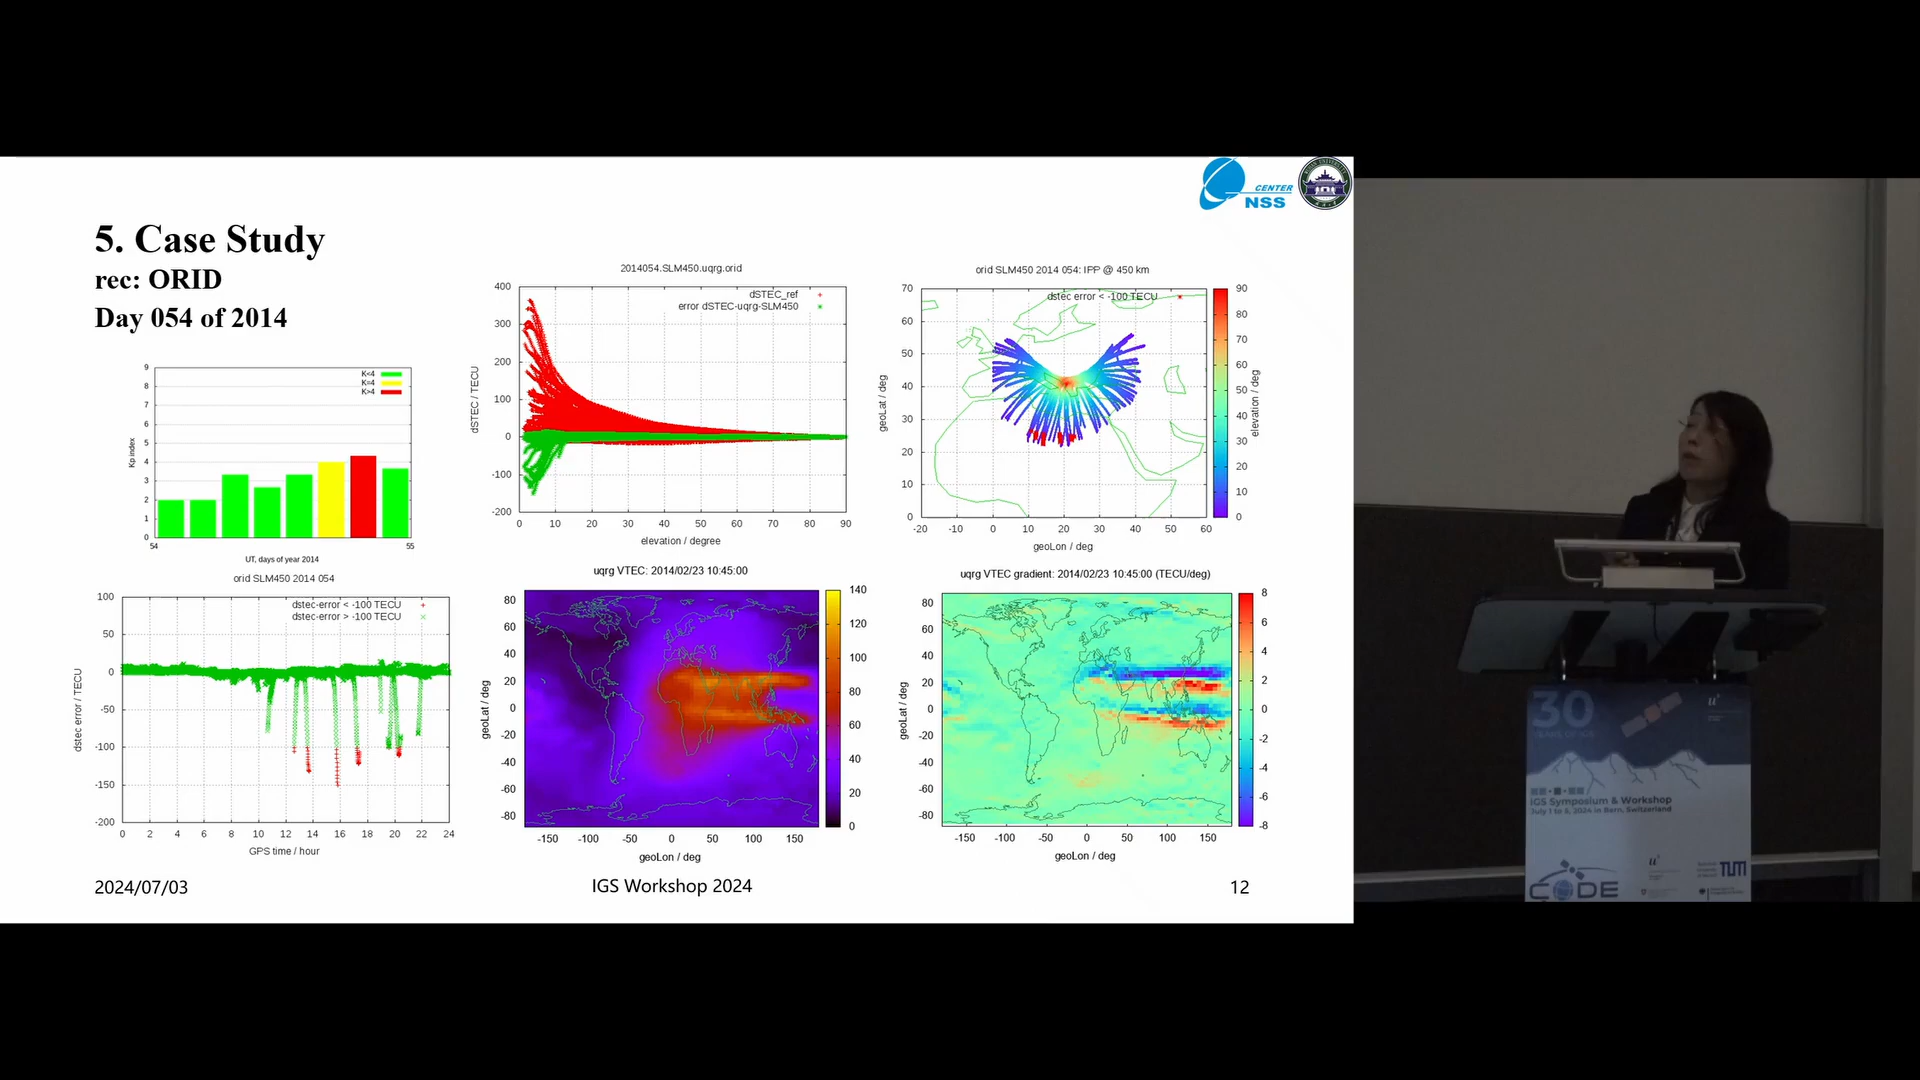 CENTER
NSS
5. Case Study
rec: ORID
Day 054 of 2014
9
8
7
6
5
4
3
2
1
0
Kp index
K<4
K=4
K>4
54
55
UT, days of year 2014
2014054.SLM450.uqrg.orid
dSTEC_ref
error dSTEC-uqrg-SLM450
400
300
200
100
0
-100
-200
dSTEC / TECU
0 10 20 30 40 50 60 70 80 90
elevation / degree
orid SLM450 2014 054: IPP @ 450 km
dstec error < -100 TECU
70
60
50
40
30
20
10
0
geoLat / deg
-20 -10 0 10 20 30 40 50 60
geoLon / deg
90
80
70
60
50
40
30
20
10
0
elevation / deg
orid SLM450 2014 054
dstec-error < -100 TECU
dstec-error > -100 TECU
100
50
0
-50
-100
-150
-200
dstec error / TECU
0 2 4 6 8 10 12 14 16 18 20 22 24
GPS time / hour
uqrg VTEC: 2014/02/23 10:45:00
80
60
40
20
0
-20
-40
-60
-80
geoLat / deg
-150 -100 -50 0 50 100 150
geoLon / deg
140
120
100
80
60
40
20
0
uqrg VTEC gradient: 2014/02/23 10:45:00 (TECU/deg)
80
60
40
20
0
-20
-40
-60
-80
geoLat / deg
-150 -100 -50 0 50 100 150
geoLon / deg
8
6
4
2
0
-2
-4
-6
-8
2024/07/03
IGS Workshop 2024
12
30
IGS Symposium & Workshop
July 1 to 5, 2024 in Bern, Switzerland
CODE
TUM